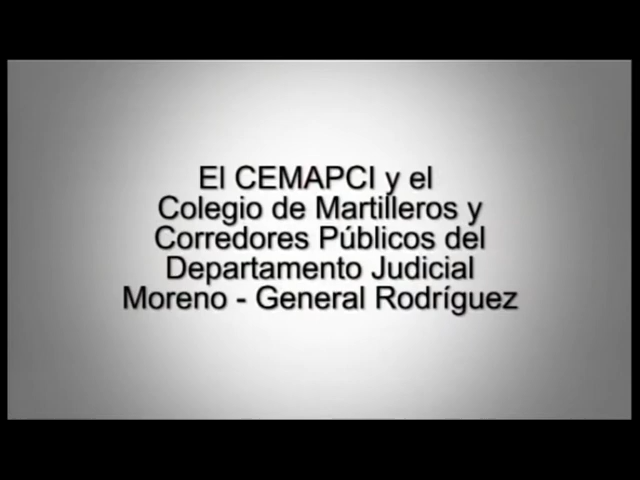 El CEMAPCI y el
Colegio de Martilleros y
Corredores Públicos del
Departamento Judicial
Moreno - General Rodríguez